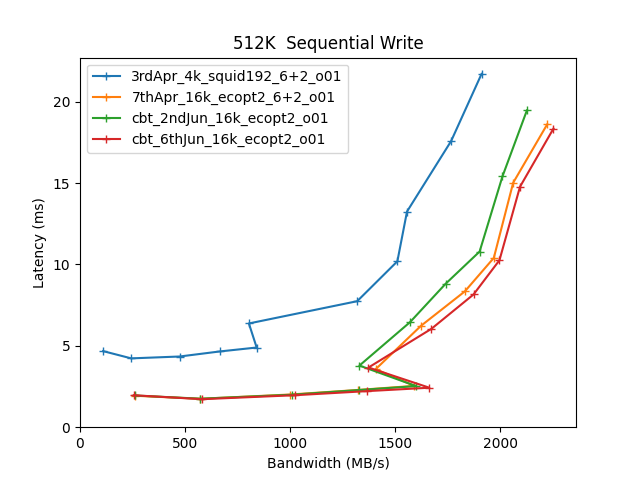 512K  Sequential Write
3rdApr_4k_squid192_6+2_o01
7thApr_16k_ecopt2_6+2_o01
cbt_2ndJun_16k_ecopt2_o01
cbt_6thJun_16k_ecopt2_o01
Latency (ms)
20
15
10
5
0
0 500 1000 1500 2000
Bandwidth (MB/s)